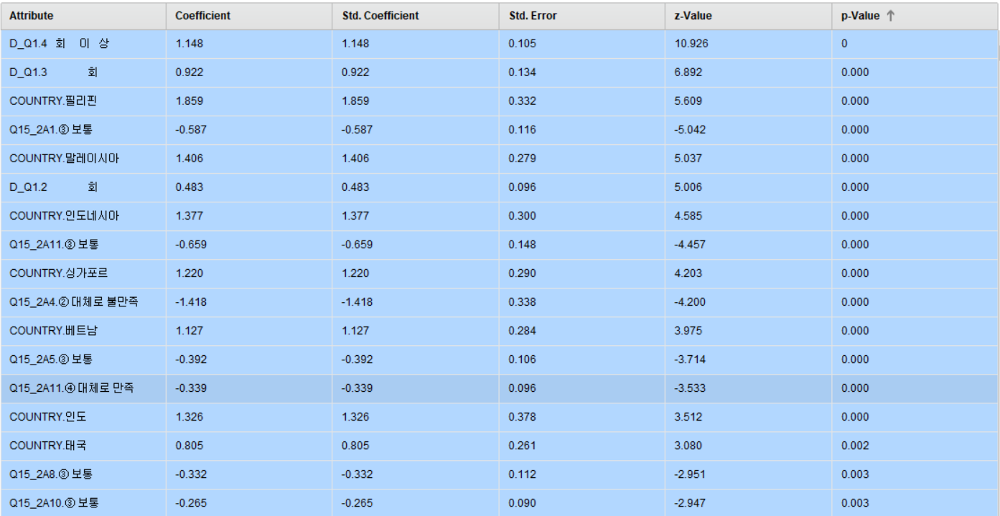 Attribute Coefficient Std. Coefficient Std. Error z-Value p-Value ↑
D_Q1.4 회 이 상 1.148 1.148 0.105 10.926 0
D_Q1.3 회 0.922 0.922 0.134 6.892 0.000
COUNTRY.필리핀 1.859 1.859 0.332 5.609 0.000
Q15_2A1.③ 보통 -0.587 -0.587 0.116 -5.042 0.000
COUNTRY.말레이시아 1.406 1.406 0.279 5.037 0.000
D_Q1.2 회 0.483 0.483 0.096 5.006 0.000
COUNTRY.인도네시아 1.377 1.377 0.300 4.585 0.000
Q15_2A11.③ 보통 -0.659 -0.659 0.148 -4.457 0.000
COUNTRY.싱가포르 1.220 1.220 0.290 4.203 0.000
Q15_2A4.② 대체로 불만족 -1.418 -1.418 0.338 -4.200 0.000
COUNTRY.베트남 1.127 1.127 0.284 3.975 0.000
Q15_2A5.③ 보통 -0.392 -0.392 0.106 -3.714 0.000
Q15_2A11.④ 대체로 만족 -0.339 -0.339 0.096 -3.533 0.000
COUNTRY.인도 1.326 1.326 0.378 3.512 0.000
COUNTRY.태국 0.805 0.805 0.261 3.080 0.002
Q15_2A8.③ 보통 -0.332 -0.332 0.112 -2.951 0.003
Q15_2A10.③ 보통 -0.265 -0.265 0.090 -2.947 0.003